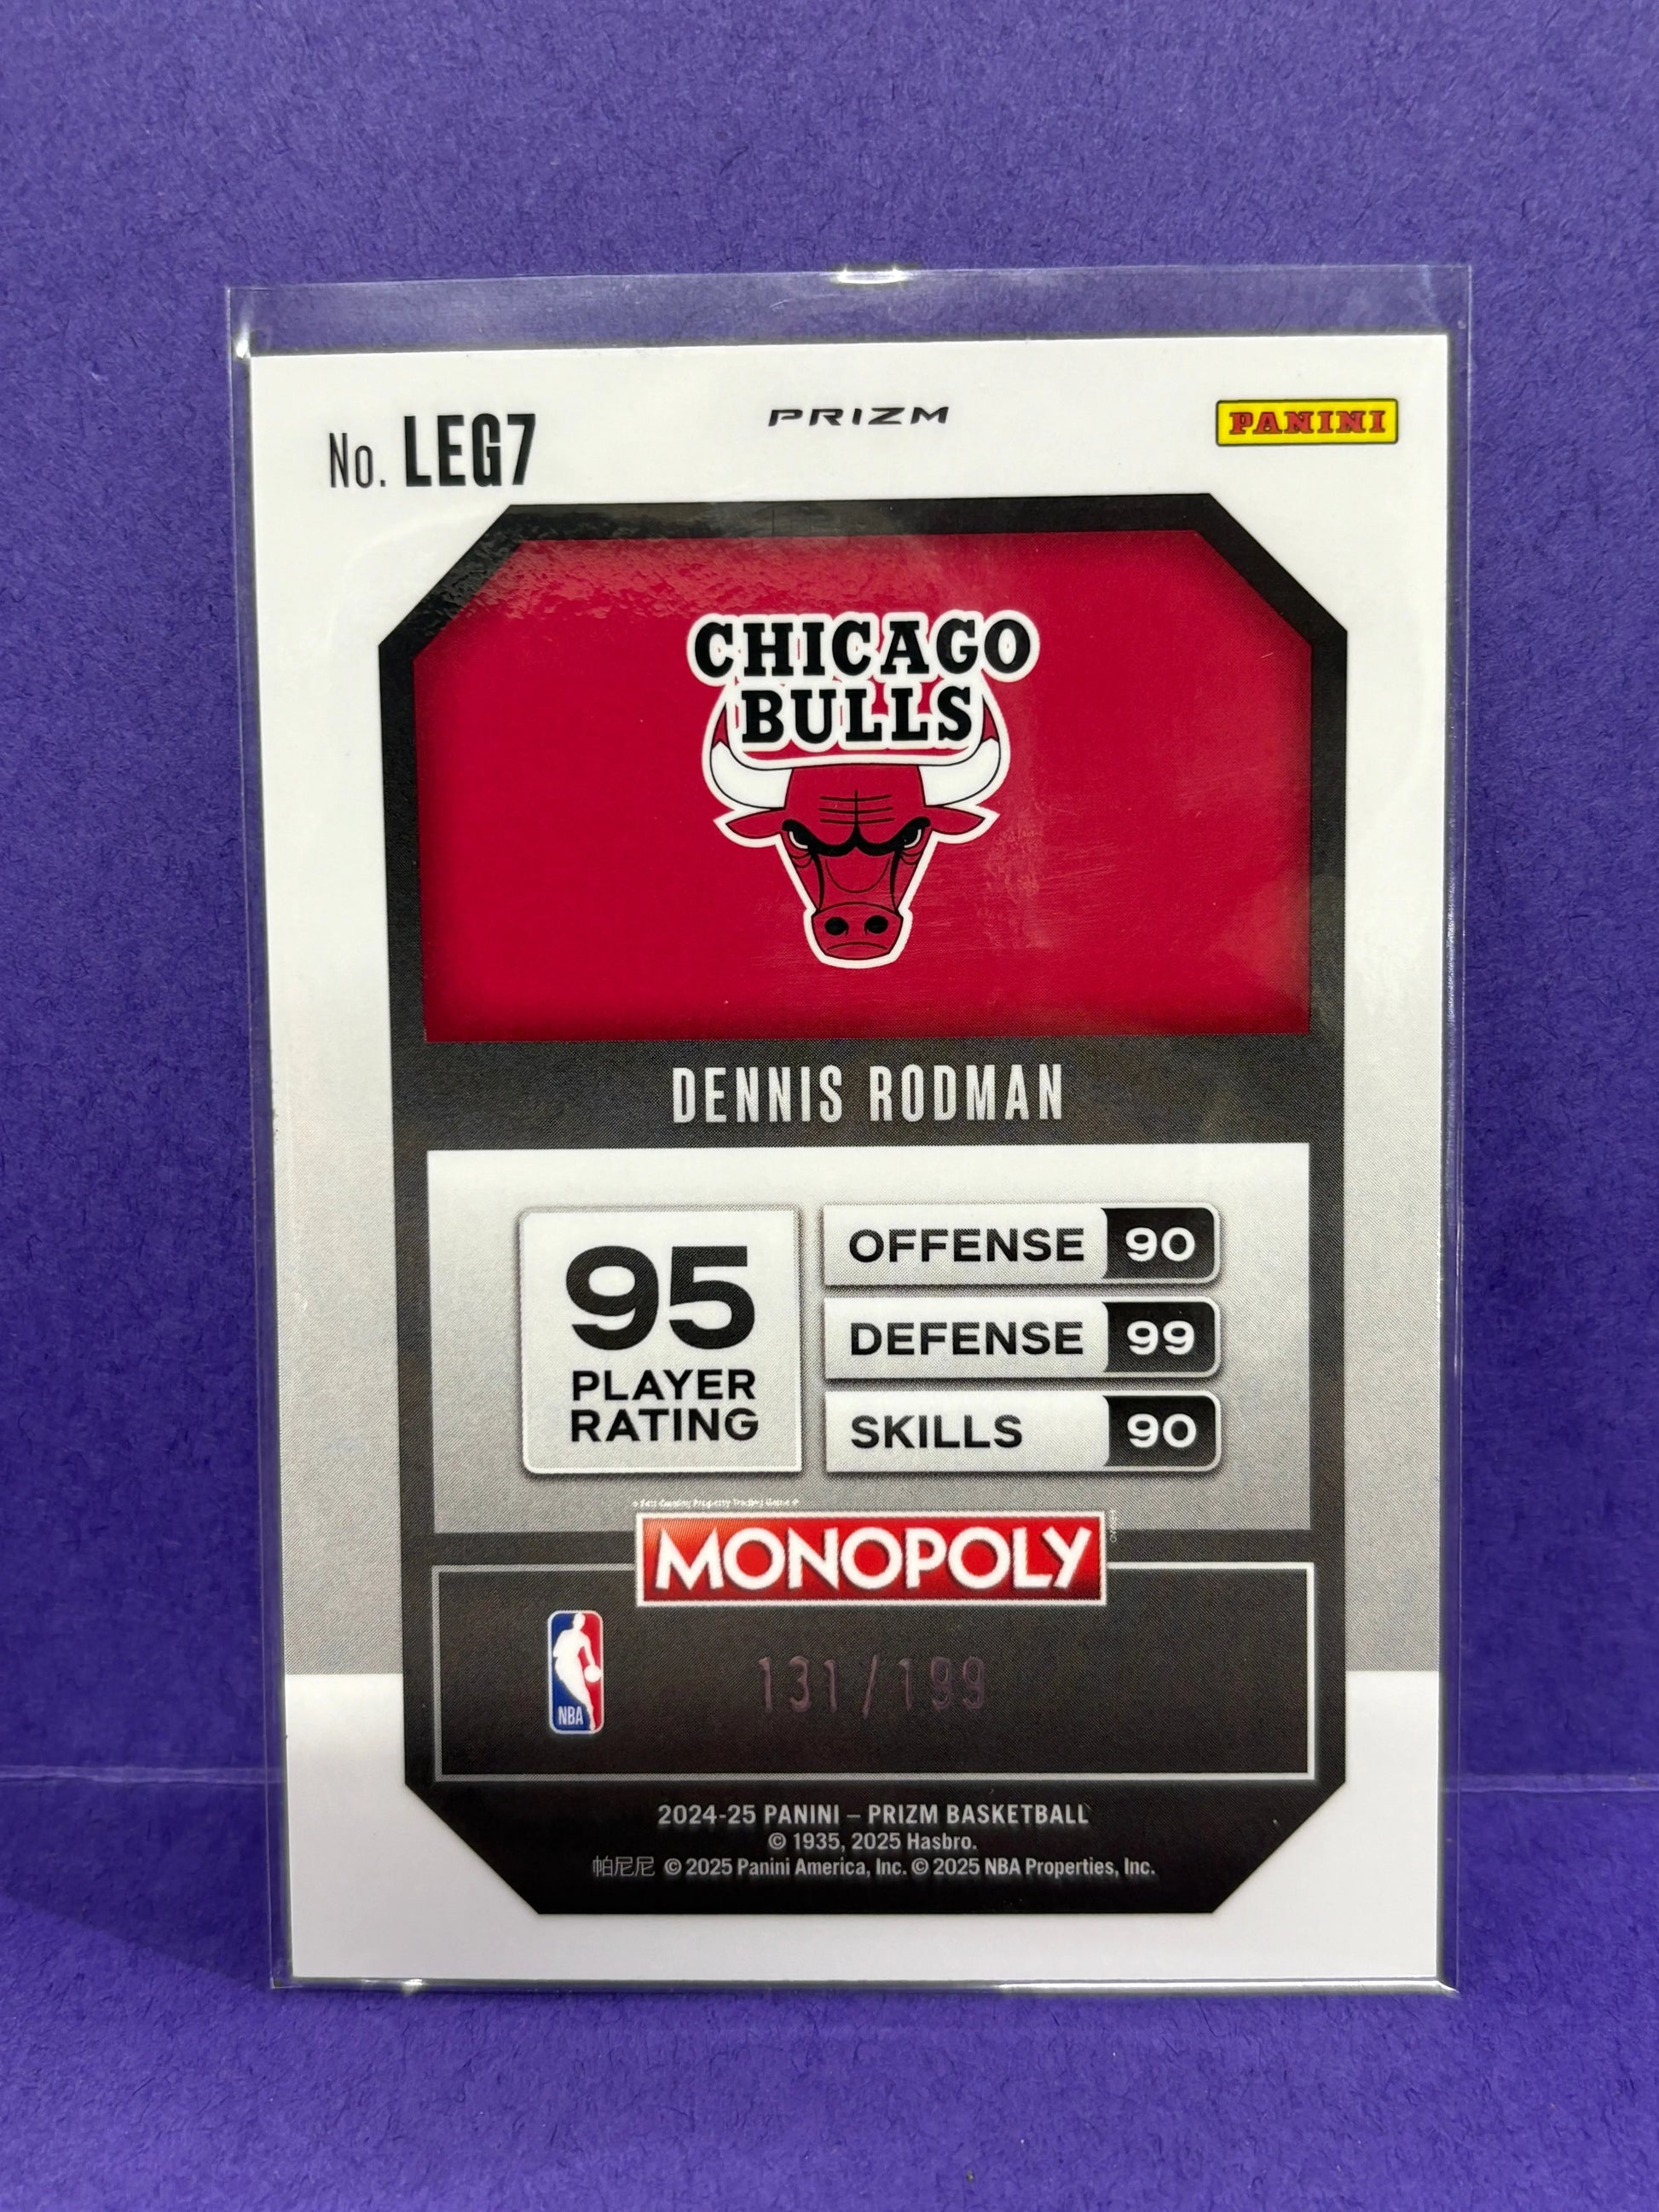 No. LEG7
PRIZM
PANINI
CHICAGO
BULLS
DENNIS RODMAN
95
PLAYER
RATING
OFFENSE 90
DEFENSE 99
SKILLS 90
MONOPOLY
NBA
131/199
2024-25 PANINI – PRIZM BASKETBALL
© 1935, 2025 Hasbro.
帕尼尼 © 2025 Panini America, Inc. © 2025 NBA Properties, Inc.